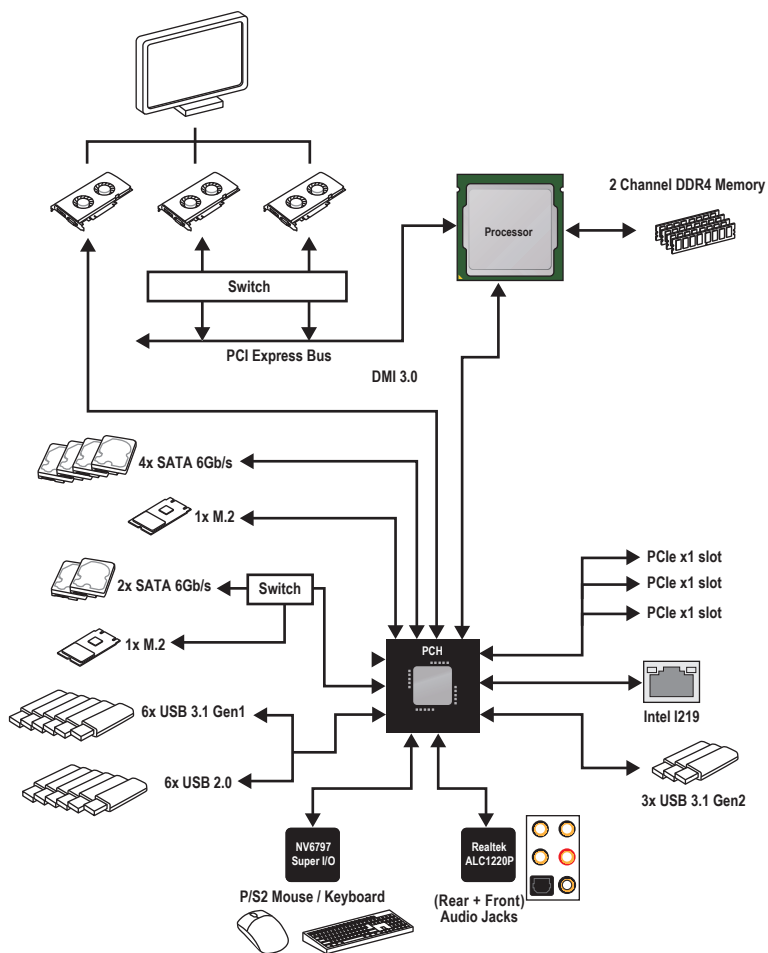 2 Channel DDR4 Memory
Processor
Switch
PCI Express Bus
DMI 3.0
4x SATA 6Gb/s
1x M.2
2x SATA 6Gb/s
Switch
1x M.2
PCIe x1 slot
PCIe x1 slot
PCIe x1 slot
PCH
Intel I219
6x USB 3.1 Gen1
6x USB 2.0
3x USB 3.1 Gen2
NV6797
Super I/O
Realtek
ALC1220P
P/S2 Mouse / Keyboard
(Rear + Front)
Audio Jacks